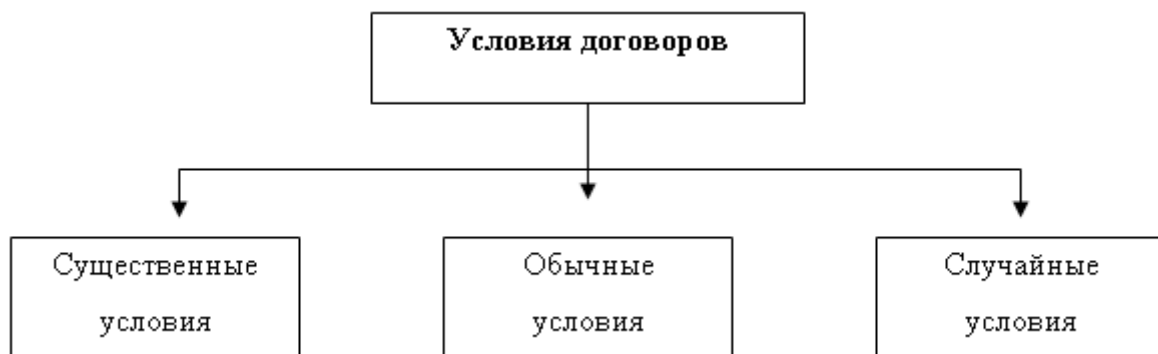 Условия договоров
Существенные
условия
Обычные
условия
Случайные
условия